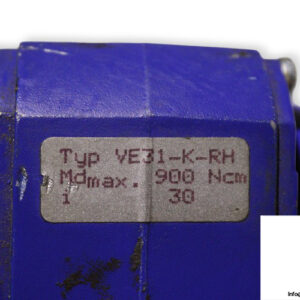 Typ VE31-K-RH
Mdmax. 900 Ncm
i 30